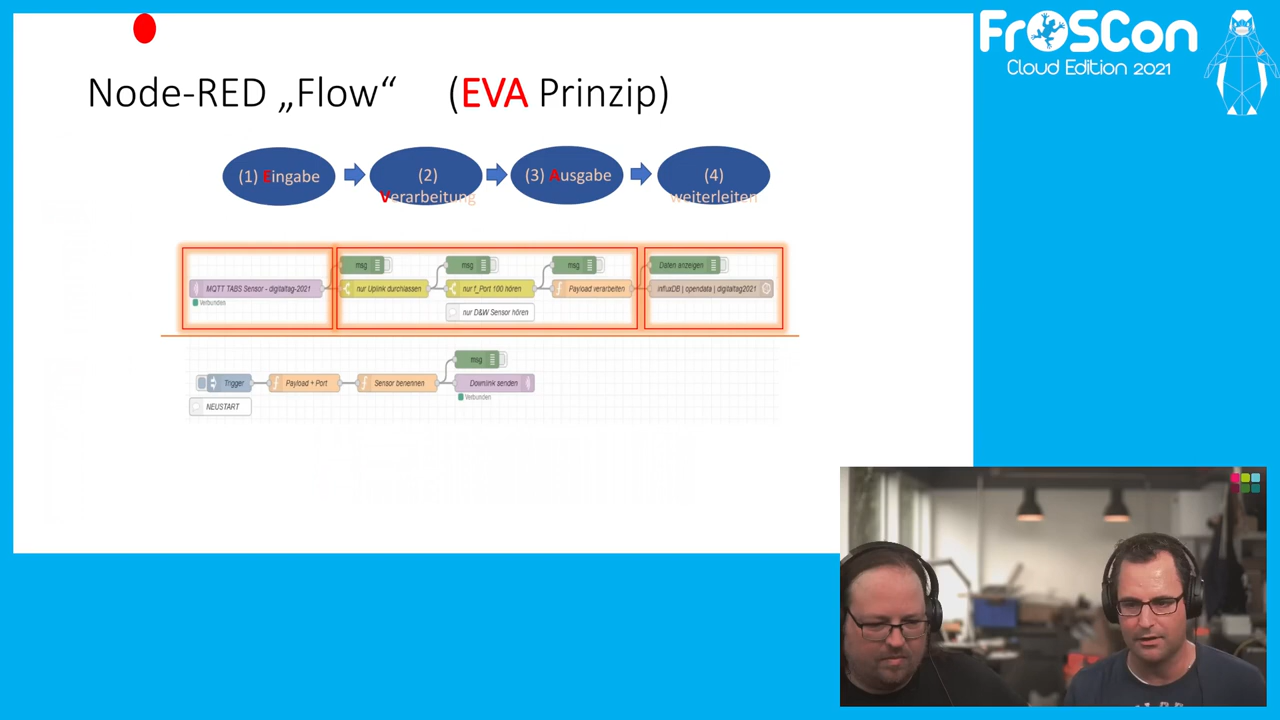 FrOSCon
Cloud Edition 2021
Node-RED „Flow“ (EVA Prinzip)
(1) Eingabe
(2)
Verarbeitung
(3) Ausgabe
(4)
weiterleiten
msg
msg
msg
Daten anzeigen
MQTT TABS Sensor - digitaltag-2021
nur Uplink durchlassen
nur f_Port 100 hören
Payload verarbeiten
influxDB | opendata | digitaltag2021
Verbunden
nur D&W Sensor hören
msg
Trigger
Payload + Port
Sensor benennen
Downlink senden
Verbunden
NEUSTART